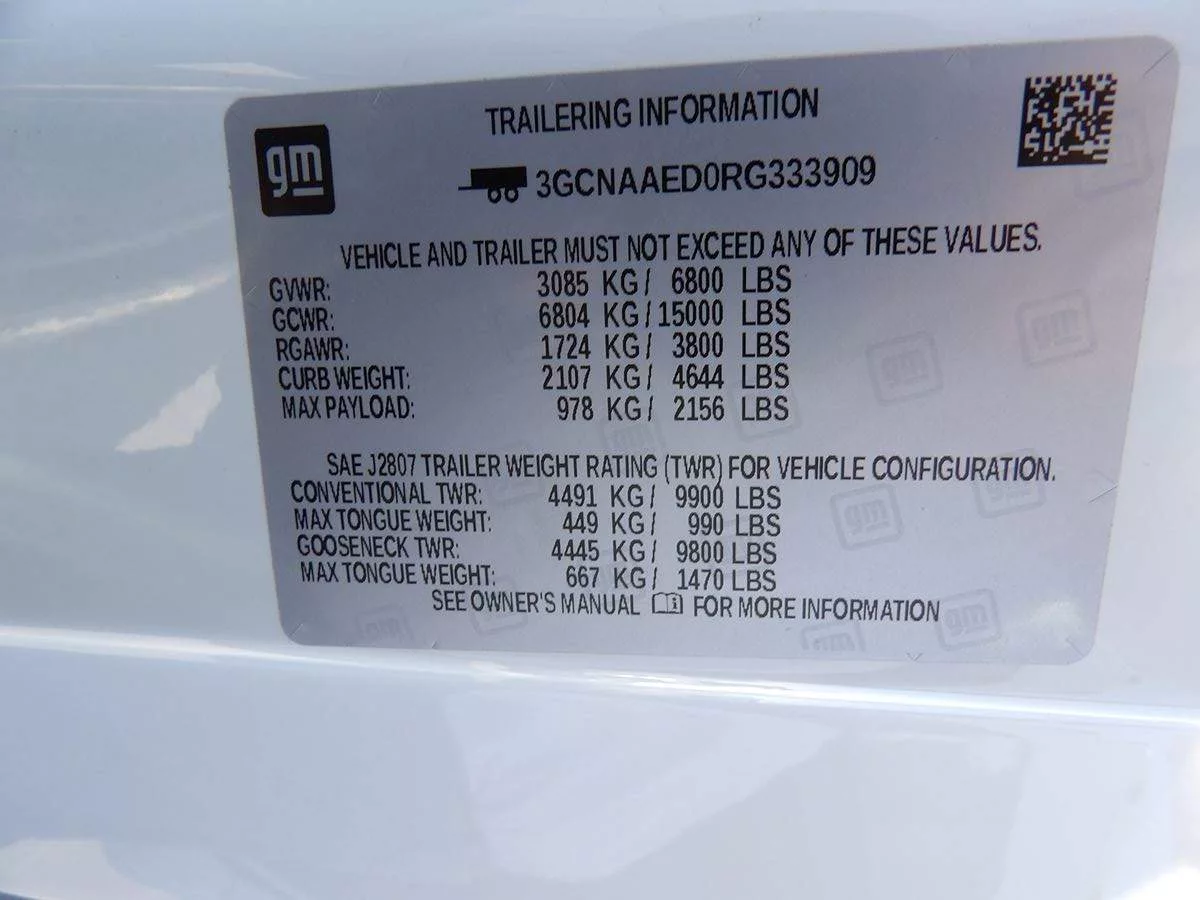 TRAILERING INFORMATION
gm
3GCNAAED0RG333909
VEHICLE AND TRAILER MUST NOT EXCEED ANY OF THESE VALUES.
GVWR: 3085 KG/ 6800 LBS
GCWR: 6804 KG/15000 LBS
RGAWR: 1724 KG/ 3800 LBS
CURB WEIGHT: 2107 KG/ 4644 LBS
MAX PAYLOAD: 978 KG/ 2156 LBS
SAE J2807 TRAILER WEIGHT RATING (TWR) FOR VEHICLE CONFIGURATION.
CONVENTIONAL TWR: 4491 KG/ 9900 LBS
MAX TONGUE WEIGHT: 449 KG/ 990 LBS
GOOSENECK TWR: 4445 KG/ 9800 LBS
MAX TONGUE WEIGHT: 667 KG/ 1470 LBS
SEE OWNER'S MANUAL FOR MORE INFORMATION